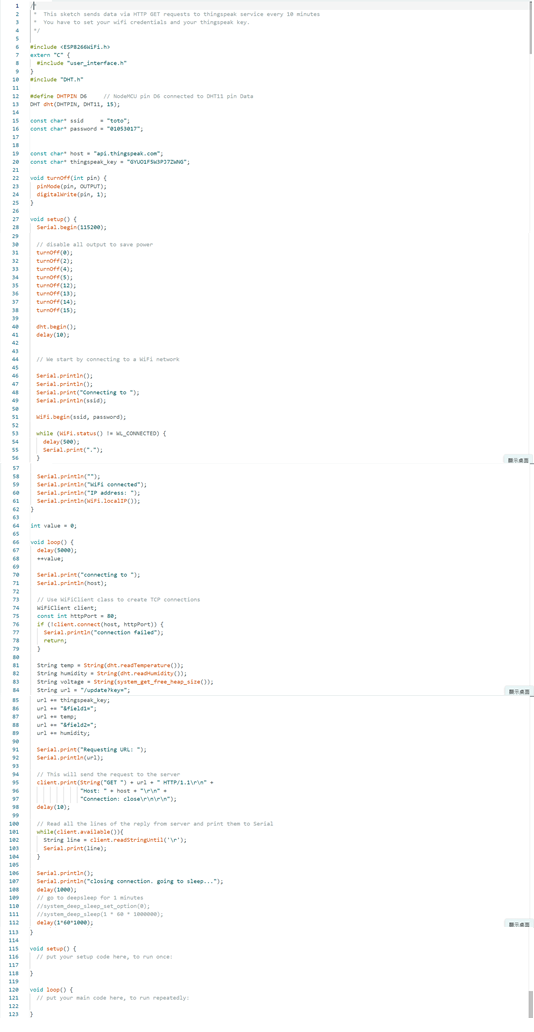 1 /*
2 * This sketch sends data via HTTP GET requests to thingspeak service every 10 minutes
3 * You have to set your wifi credentials and your thingspeak key.
4 */
5
6 #include <ESP8266WiFi.h>
7 extern "C" {
8 #include "user_interface.h"
9 }
10 #include "DHT.h"
11
12 #define DHTPIN D6 // NodeMCU pin D6 connected to DHT11 pin Data
13 DHT dht(DHTPIN, DHT11, 15);
14
15 const char* ssid = "toto";
16 const char* password = "01053017";
17
18
19 const char* host = "api.thingspeak.com";
20 const char* thingspeak_key =
21
22 void turnOff(int pin) {
23 pinMode(pin, OUTPUT);
24 digitalWrite(pin, 1);
25 }
26
27 void setup() {
28 Serial.begin(115200);
29
30 // disable all output to save power
31 turnOff(0);
32 turnOff(2);
33 turnOff(4);
34 turnOff(5);
35 turnOff(12);
36 turnOff(13);
37 turnOff(14);
38 turnOff(15);
39
40 dht.begin();
41 delay(10);
42
43
44 // We start by connecting to a WiFi network
45
46 Serial.println();
47 Serial.println();
48 Serial.print("Connecting to ");
49 Serial.println(ssid);
50
51 WiFi.begin(ssid, password);
52
53 while (WiFi.status() != WL_CONNECTED) {
54 delay(500);
55 Serial.print(".");
56 }
顯示桌面
57
58 Serial.println("");
59 Serial.println("WiFi connected");
60 Serial.println("IP address: ");
61 Serial.println(WiFi.localIP());
62 }
63
64 int value = 0;
65
66 void loop() {
67 delay(5000);
68 ++value;
69
70 Serial.print("connecting to ");
71 Serial.println(host);
72
73 // Use WiFiClient class to create TCP connections
74 WiFiClient client;
75 const int httpPort = 80;
76 if (!client.connect(host, httpPort)) {
77 Serial.println("connection failed");
78 return;
79 }
80
81 String temp = String(dht.readTemperature());
82 String humidity = String(dht.readHumidity());
83 String voltage = String(system_get_free_heap_size());
84 String url = "/update?key=";
顯示桌面
85 url += thingspeak_key;
86 url += "&field1=";
87 url += temp;
88 url += "&field2=";
89 url += humidity;
90
91 Serial.print("Requesting URL: ");
92 Serial.println(url);
93
94 // This will send the request to the server
95 client.print(String("GET ") + url + " HTTP/1.1\r\n" +
96 "Host: " + host + "\r\n" +
97 "Connection: close\r\n\r\n");
98 delay(10);
99
100 // Read all the lines of the reply from server and print them to Serial
101 while(client.available()){
102 String line = client.readStringUntil('\r');
103 Serial.print(line);
104 }
105
106 Serial.println();
107 Serial.println("closing connection. going to sleep...");
108 delay(1000);
109 // go to deepsleep for 1 minutes
110 //system_deep_sleep_set_option(0);
111 //system_deep_sleep(1 * 60 * 1000000);
112 delay(1*60*1000);
顯示桌面
113 }
114
115 void setup() {
116 // put your setup code here, to run once:
117
118 }
119
120 void loop() {
121 // put your main code here, to run repeatedly:
122
123 }